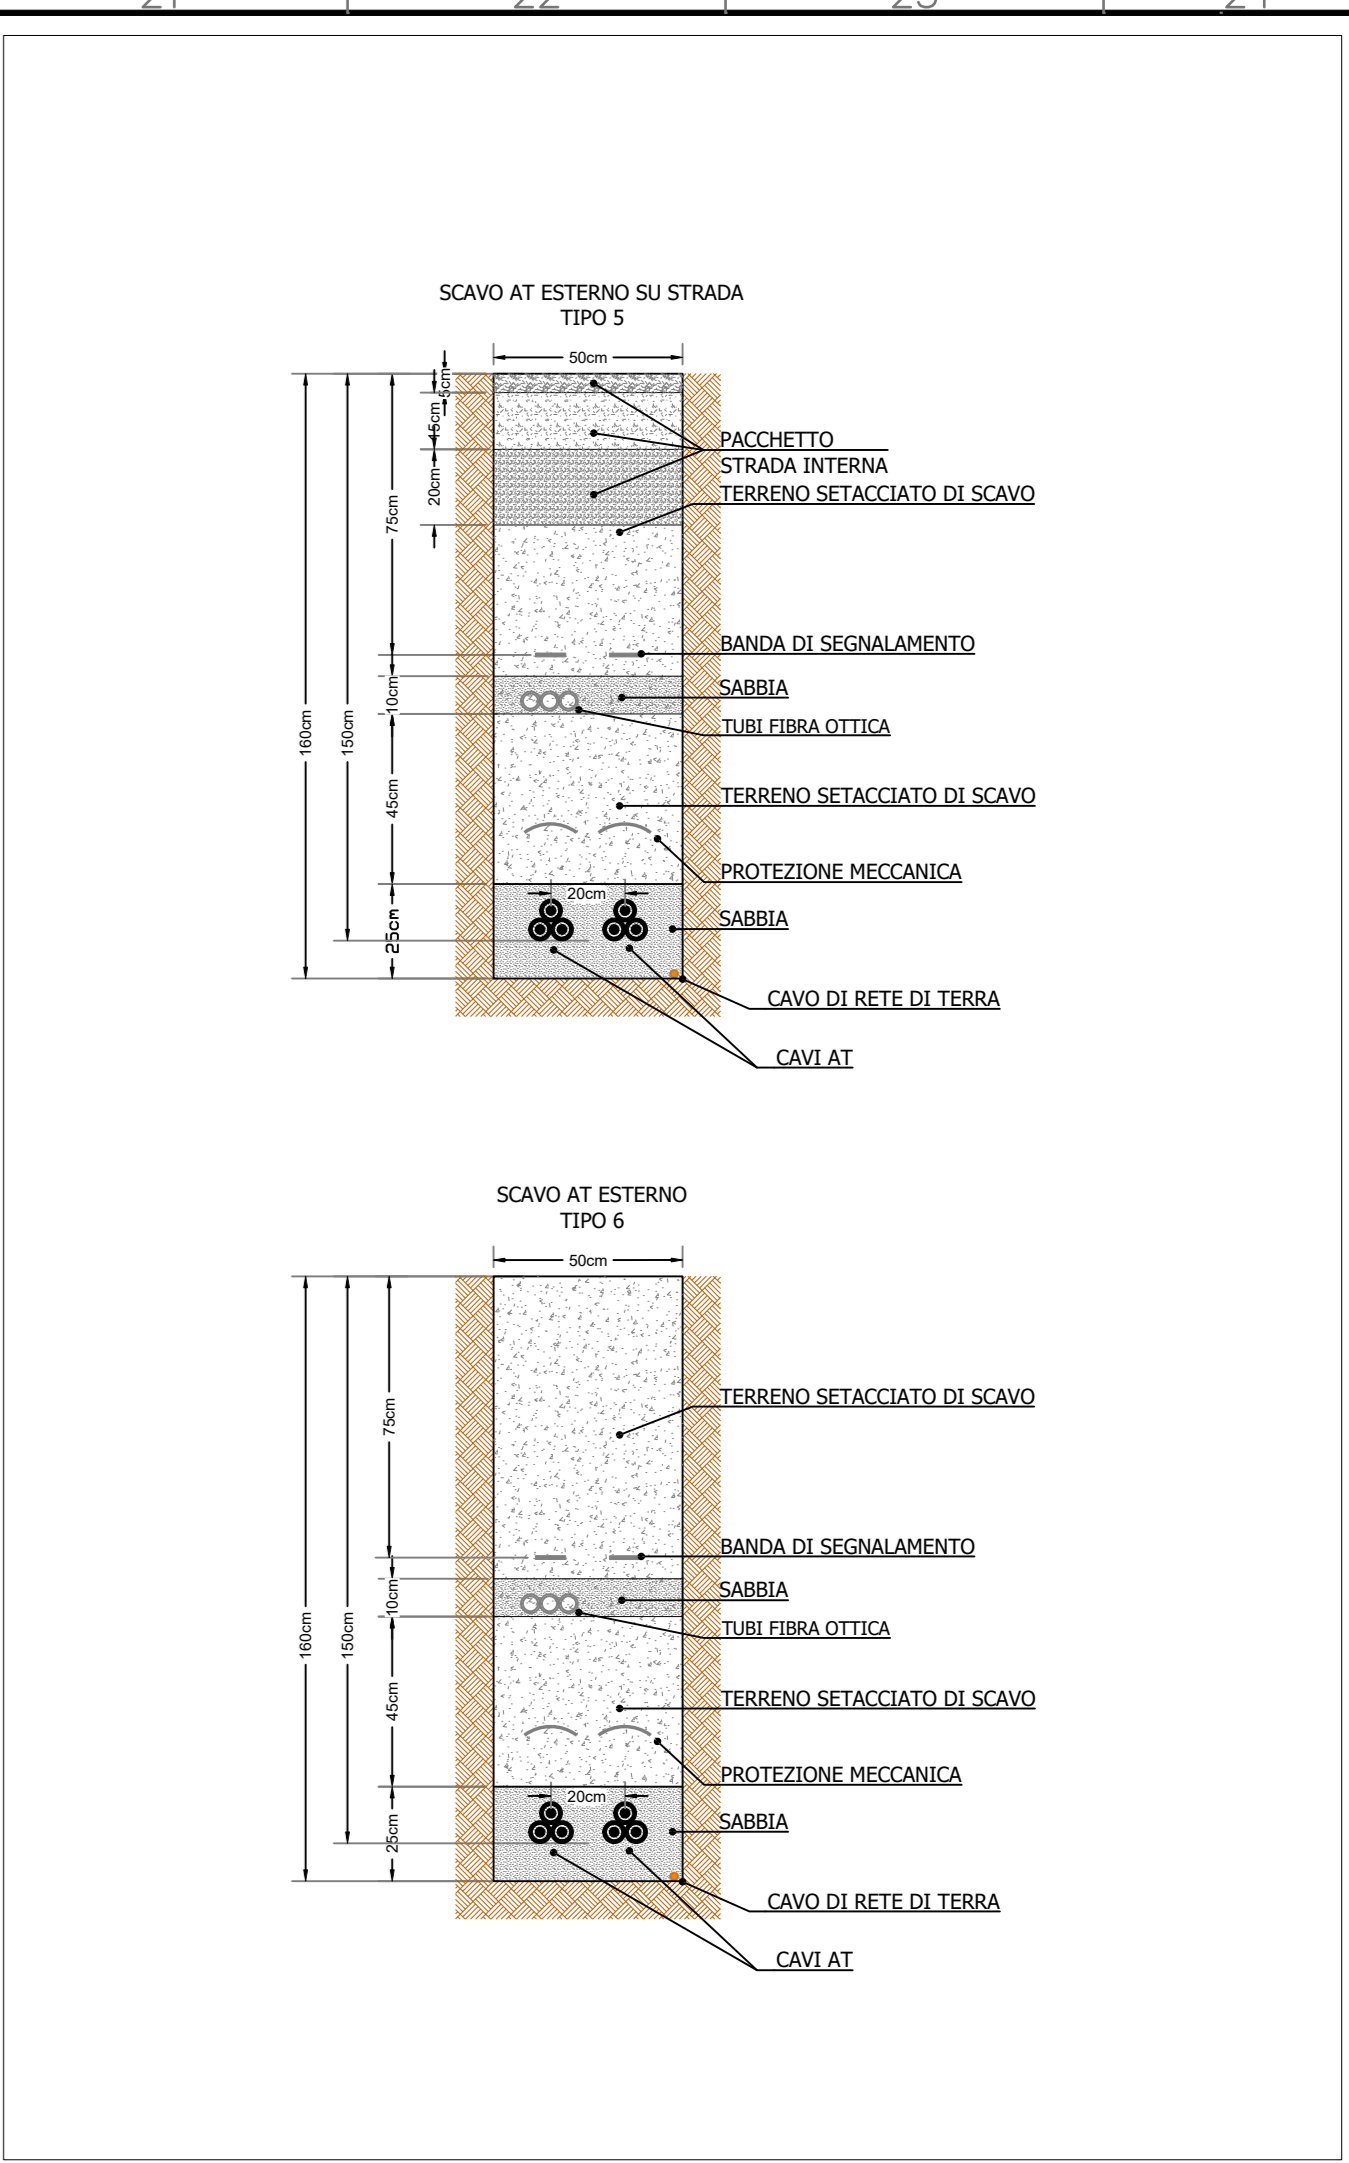 22
SCAVO AT ESTERNO SU STRADA
TIPO 5
50cm
5cm
15cm
20cm
75cm
10cm
45cm
25cm
150cm
160cm
20cm
PACCHETTO
STRADA INTERNA
TERRENO SETACCIATO DI SCAVO
BANDA DI SEGNALAMENTO
SABBIA
TUBI FIBRA OTTICA
TERRENO SETACCIATO DI SCAVO
PROTEZIONE MECCANICA
SABBIA
CAVO DI RETE DI TERRA
CAVI AT
SCAVO AT ESTERNO
TIPO 6
50cm
75cm
10cm
45cm
25cm
150cm
160cm
20cm
TERRENO SETACCIATO DI SCAVO
BANDA DI SEGNALAMENTO
SABBIA
TUBI FIBRA OTTICA
TERRENO SETACCIATO DI SCAVO
PROTEZIONE MECCANICA
SABBIA
CAVO DI RETE DI TERRA
CAVI AT